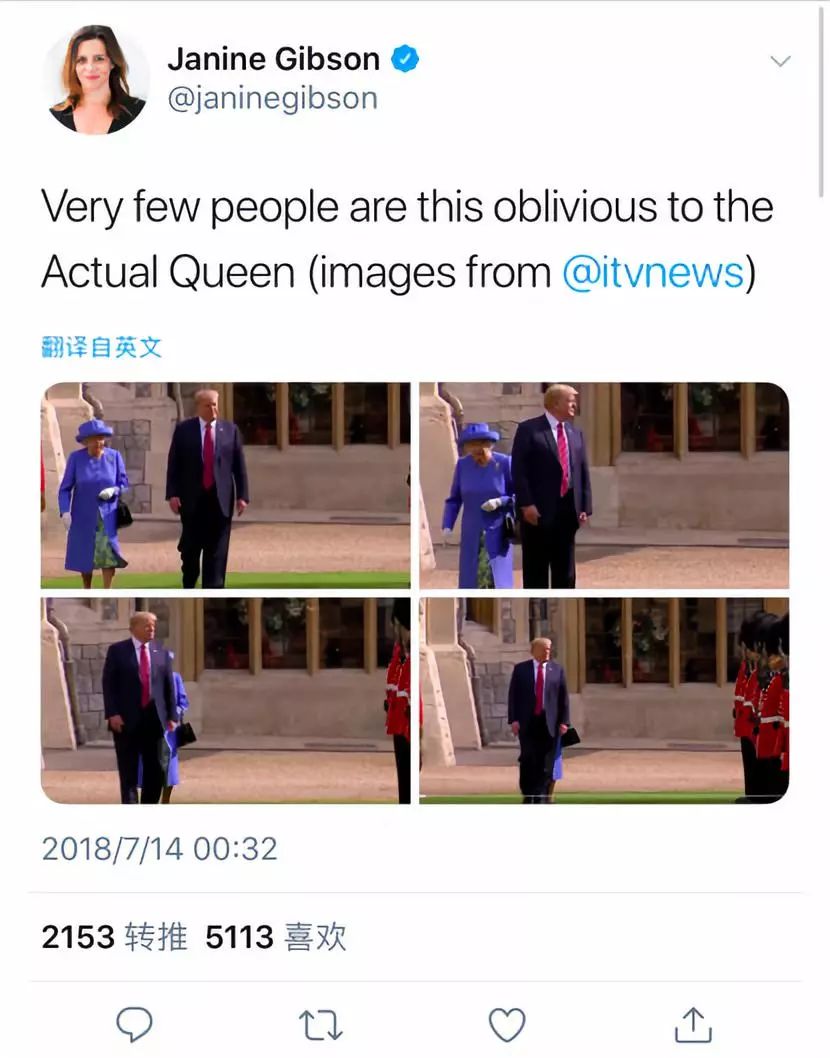 Janine Gibson
@janinegibson
Very few people are this oblivious to the
Actual Queen (images from @itvnews)
翻译自英文
2018/7/14 00:32
2153 转推 5113 喜欢